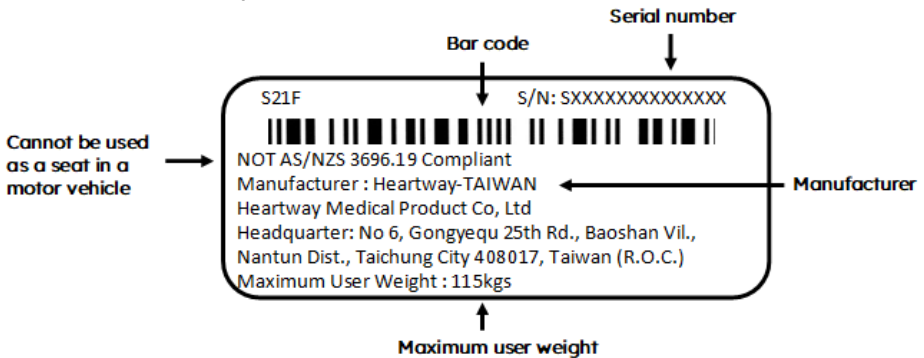 Serial number
Bar code
S21F S/N: SXXXXXXXXXXXXXX
Cannot be used
as a seat in a
motor vehicle
NOT AS/NZS 3696.19 Compliant
Manufacturer : Heartway-TAIWAN
Manufacturer
Heartway Medical Product Co, Ltd
Headquarter: No 6, Gongyequ 25th Rd., Baoshan Vil.,
Nantun Dist., Taichung City 408017, Taiwan (R.O.C.)
Maximum User Weight : 115kgs
Maximum user weight